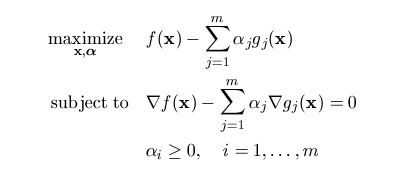 maximize x,α f(x) − ∑_{j=1}^{m} α_j g_j(x)
subject to ∇f(x) − ∑_{j=1}^{m} α_j ∇g_j(x) = 0
α_i ≥ 0, i = 1, . . . , m